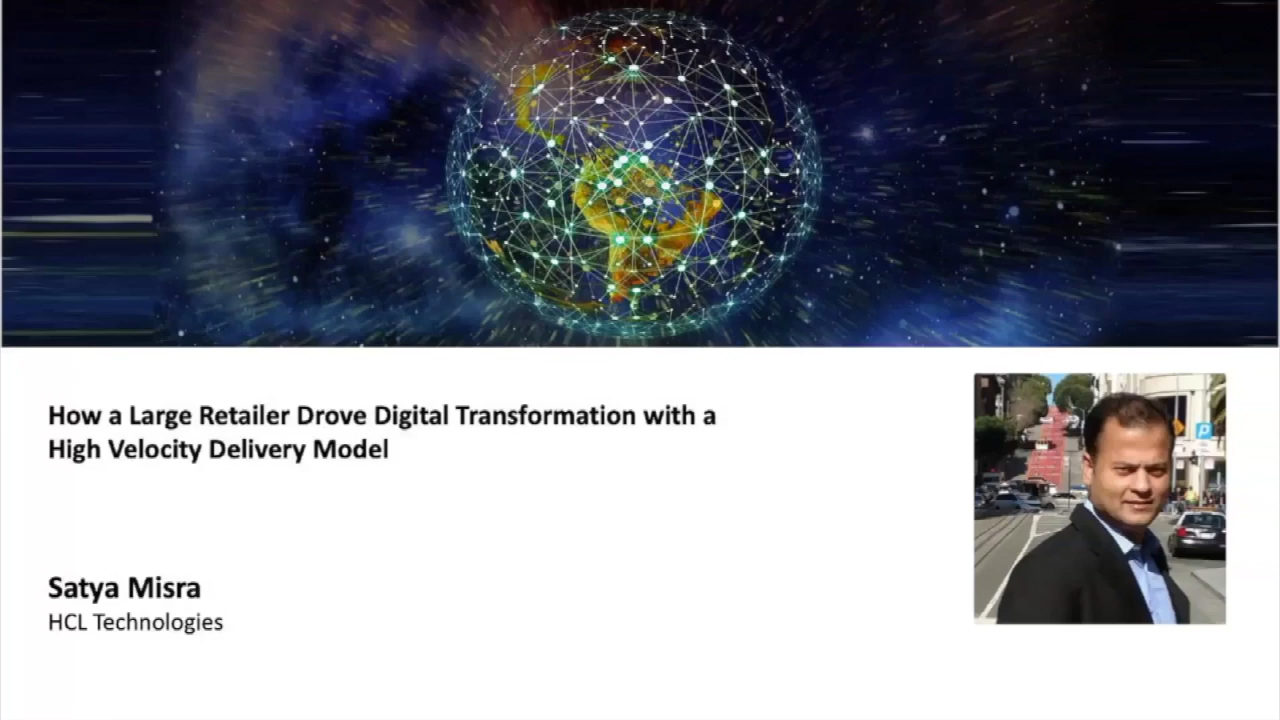 How a Large Retailer Drove Digital Transformation with a
High Velocity Delivery Model
Satya Misra
HCL Technologies
P